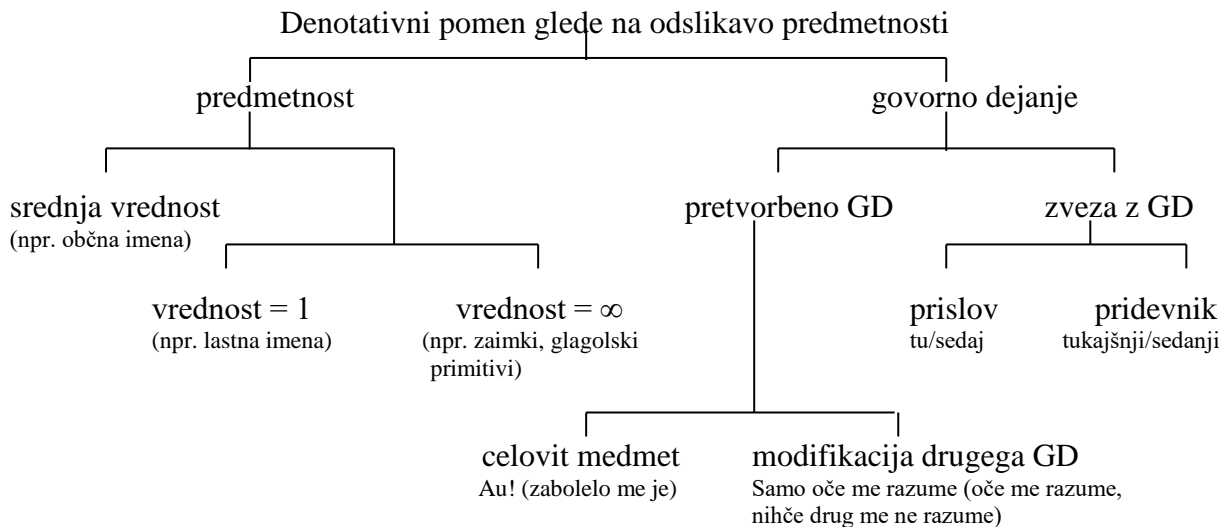 Denotativni pomen glede na odslikavo predmetnosti
predmetnost
govorno dejanje
srednja vrednost
(npr. občna imena)
pretvorbeno GD
zveza z GD
vrednost = 1
(npr. lastna imena)
vrednost = ∞
(npr. zaimki, glagolski
primitivi)
prislov
tu/sedaj
pridevnik
tukajšnji/sedanji
celovit medmet
Au! (zabolelo me je)
modifikacija drugega GD
Samo oče me razume (oče me razume,
nihče drug me ne razume)